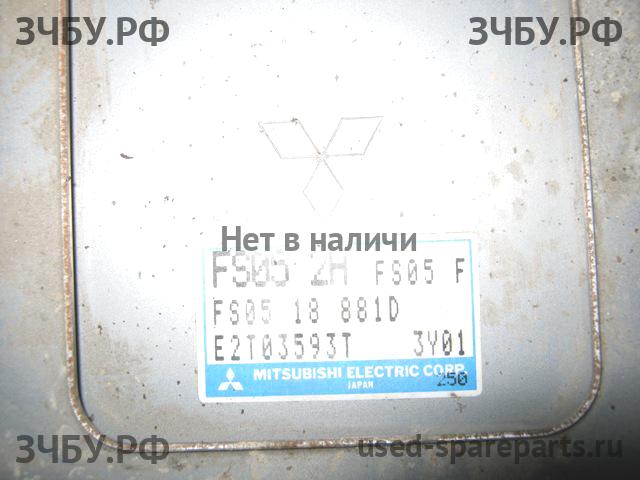 ЗЧБУ.РФ ЗЧБУ.РФ
Нет в наличи
FS05 2H FS05 F
FS05 18 881D
E2T03593T 3Y01
MITSUBISHI ELECTRIC CORP.
JAPAN 250
ЗЧБУ.РФ used-spareparts.ru